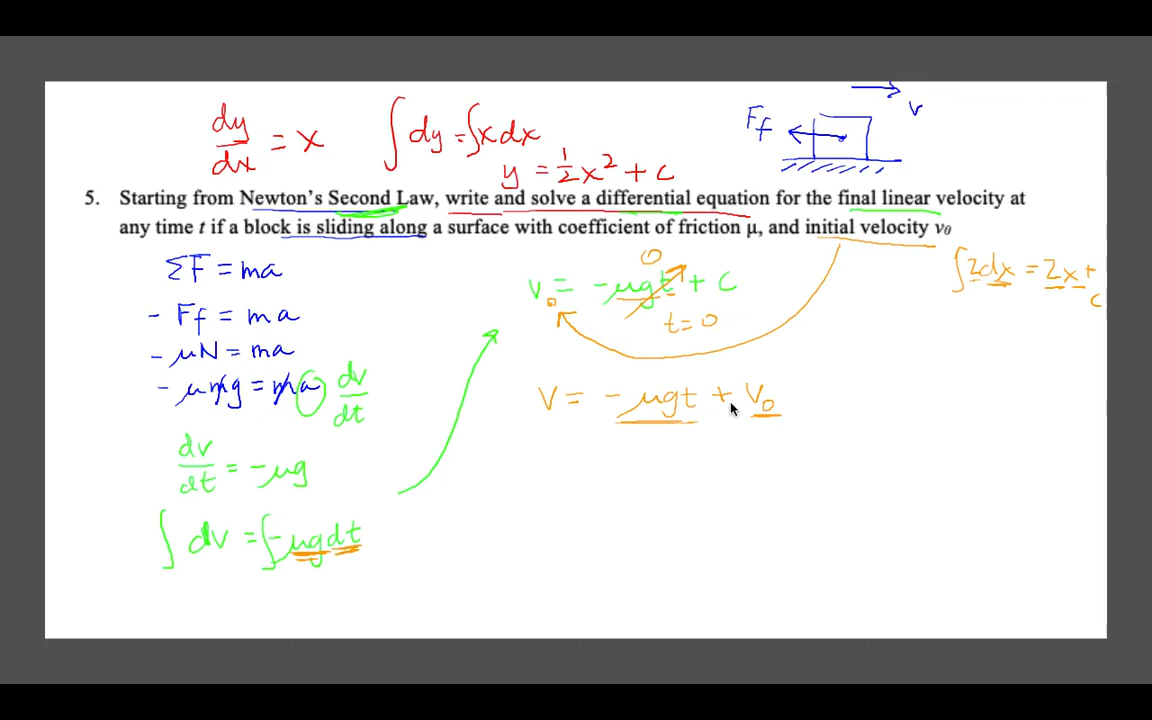 dy/dx = x ∫dy = ∫x dx
y = 1/2 x² + c
v
Ff
5. Starting from Newton's Second Law, write and solve a differential equation for the final linear velocity at
any time t if a block is sliding along a surface with coefficient of friction μ, and initial velocity v₀
ΣF = ma
- Ff = ma
- μN = ma
- μmg = ma dv/dt
dv/dt = -μg
∫ dv = ∫-μg dt
0
v₀ = -μgt + c
t = 0
∫2dx = 2x + c
v = -μgt + v₀